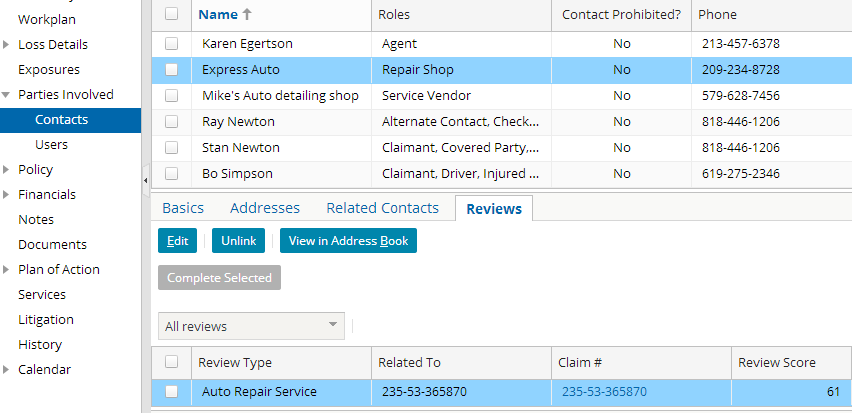 Workplan
Loss Details
Exposures
Parties Involved
Contacts
Users
Policy
Financials
Notes
Documents
Plan of Action
Services
Litigation
History
Calendar
Name ↑ Roles Contact Prohibited? Phone
Karen Egertson Agent No 213-457-6378
Express Auto Repair Shop No 209-234-8728
Mike's Auto detailing shop Service Vendor No 579-628-7456
Ray Newton Alternate Contact, Check... No 818-446-1206
Stan Newton Claimant, Covered Party,... No 818-446-1206
Bo Simpson Claimant, Driver, Injured ... No 619-275-2346
Basics Addresses Related Contacts Reviews
Edit Unlink View in Address Book
Complete Selected
All reviews
Review Type Related To Claim # Review Score
Auto Repair Service 235-53-365870 235-53-365870 61